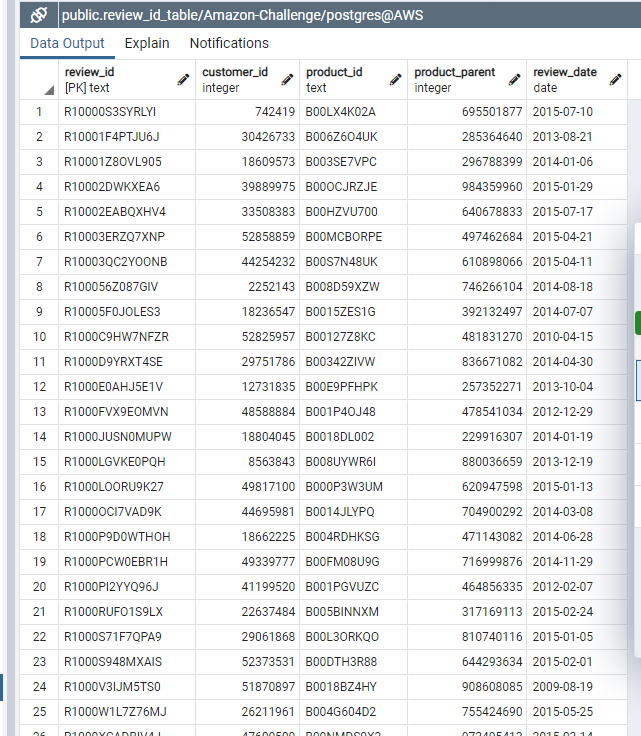 public.review_id_table/Amazon-Challenge/postgres@AWS
Data Output Explain Notifications
review_id customer_id product_id product_parent review_date
[PK] text integer text integer date
1 R10000S3SYRLYI 742419 B00LX4K02A 695501877 2015-07-10
2 R10001F4PTJU6J 30426733 B006Z6O4UK 285364640 2013-08-21
3 R10001Z8OVL905 18609573 B003SE7VPC 296788399 2014-01-06
4 R10002DWKXEA6 39889975 B00OCJRZJE 984359960 2015-01-29
5 R10002EABQXHV4 33508383 B00HZVU700 640678833 2015-07-17
6 R10003ERZQ7XNP 52858859 B00MCBORPE 497462684 2015-04-21
7 R10003QC2YOONB 44254232 B00S7N48UK 610898066 2015-04-11
8 R100056Z087GIV 2252143 B008D59XZW 746266104 2014-08-18
9 R10005F0JOLES3 18236547 B0015ZES1G 392132497 2014-07-07
10 R1000C9HW7NFZR 52825957 B00127Z8KC 481831270 2010-04-15
11 R1000D9YRXT4SE 29751786 B00342ZIVW 836671082 2014-04-30
12 R1000E0AHJ5E1V 12731835 B00E9PFHPK 257352271 2013-10-04
13 R1000FVX9EOMVN 48588884 B001P4OJ48 478541034 2012-12-29
14 R1000JUSN0MUPW 18804045 B0018DL002 229916307 2014-01-19
15 R1000LGVKE0PQH 8563843 B008UYWR6I 880036659 2013-12-19
16 R1000LOORU9K27 49817100 B000P3W3UM 620947598 2015-01-13
17 R1000OCI7VAD9K 44695981 B0014JLYPQ 704900292 2014-03-08
18 R1000P9D0WTHOH 18662225 B004RDHKSG 471143082 2014-06-28
19 R1000PCW0EBR1H 49339777 B00FM08U9G 716999876 2014-11-29
20 R1000PI2YYQ96J 41199520 B001PGVUZC 464856335 2012-02-07
21 R1000RUFO1S9LX 22637484 B005BINNXM 317169113 2015-02-24
22 R1000S71F7QPA9 29061868 B00L3ORKQO 810740116 2015-01-05
23 R1000S948MXAIS 52373531 B00DTH3R88 644293634 2015-02-01
24 R1000V3IJM5TS0 51870897 B0018BZ4HY 908608085 2009-08-19
25 R1000W1L7Z76MJ 26211961 B004G604D2 755424690 2015-05-25